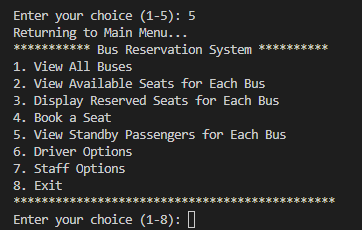 Enter your choice (1-5): 5
Returning to Main Menu...
*********** Bus Reservation System **********
1. View All Buses
2. View Available Seats for Each Bus
3. Display Reserved Seats for Each Bus
4. Book a Seat
5. View Standby Passengers for Each Bus
6. Driver Options
7. Staff Options
8. Exit
**********************************************
Enter your choice (1-8):